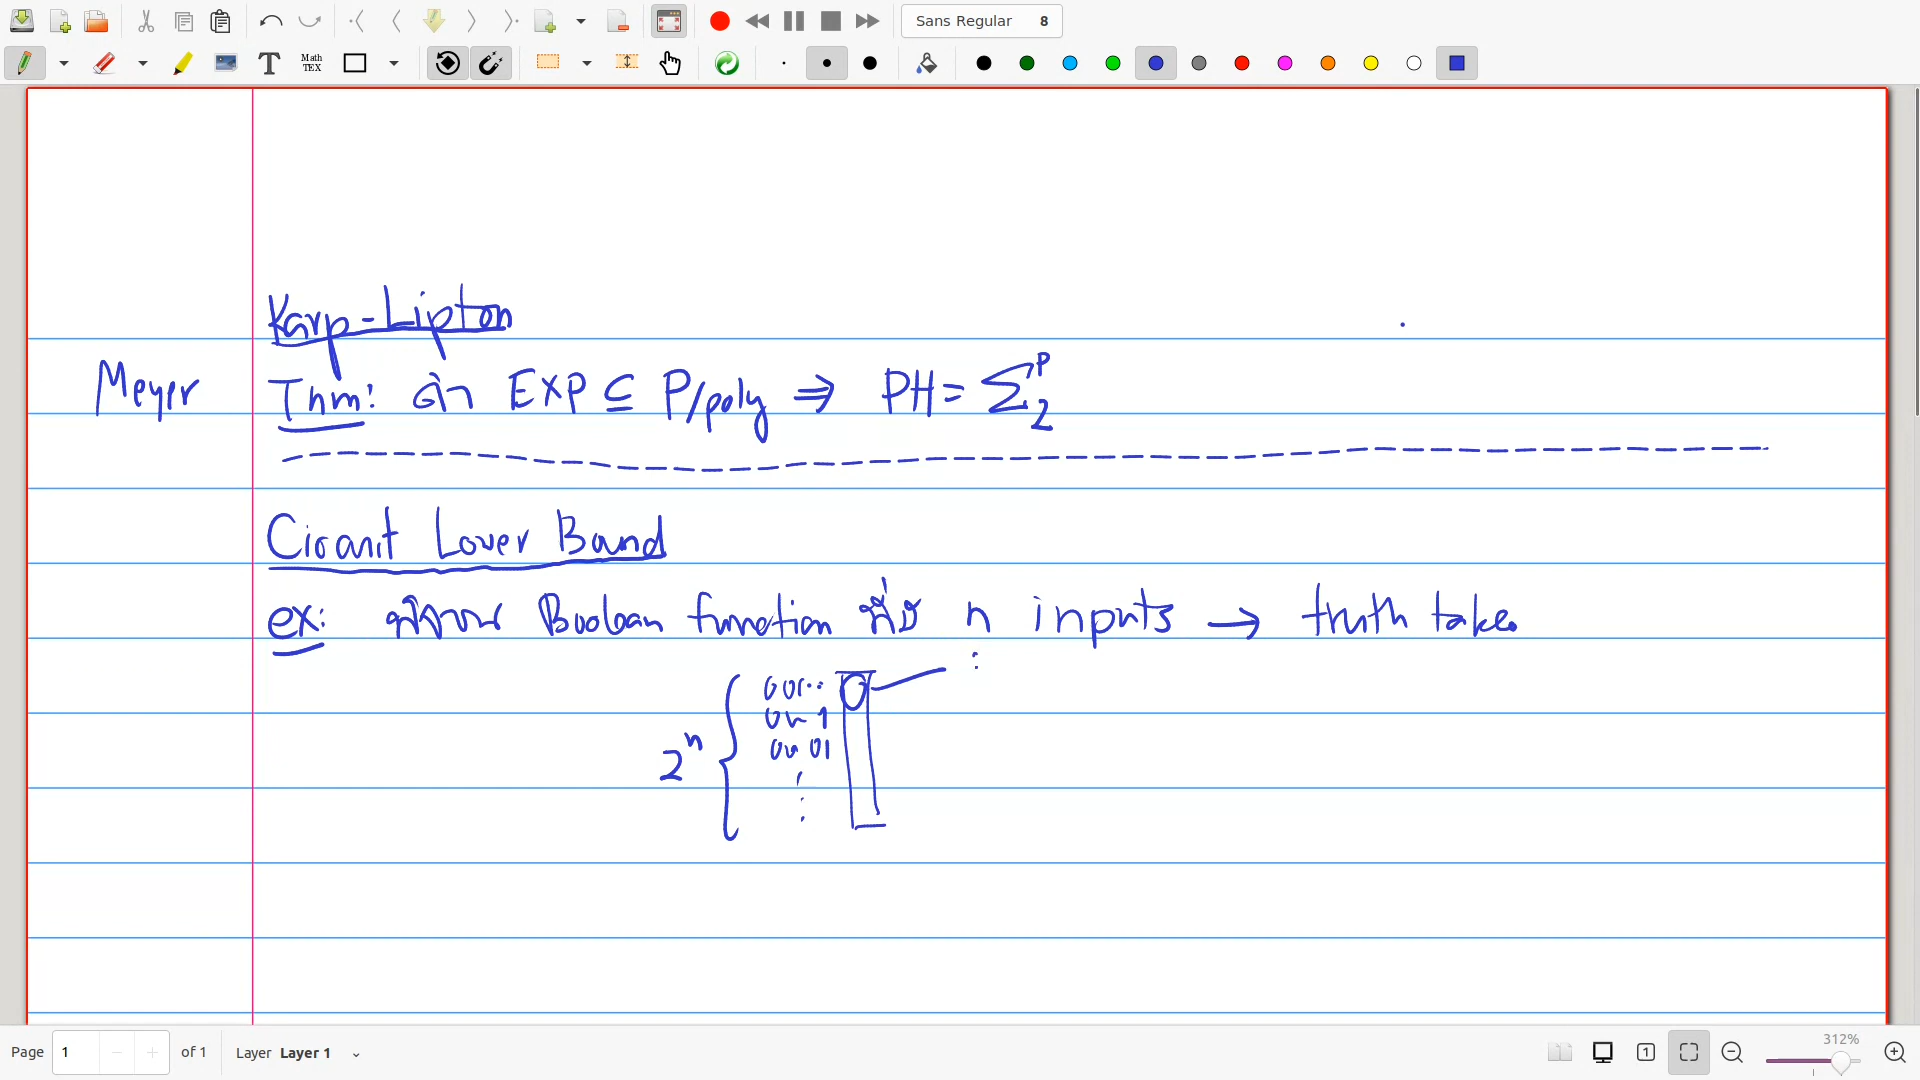 Math
TEX
Sans Regular 8
Karp-Lipton
Meyer Thm: ถ้า EXP ⊆ P/poly ⇒ PH = Σ₂ᴾ
Circuit Lower Bound
ex: พิจารณา Boolean function ที่มี n inputs → truth table
2ⁿ { 00...
1
01
Page 1 of 1 Layer Layer 1 312%